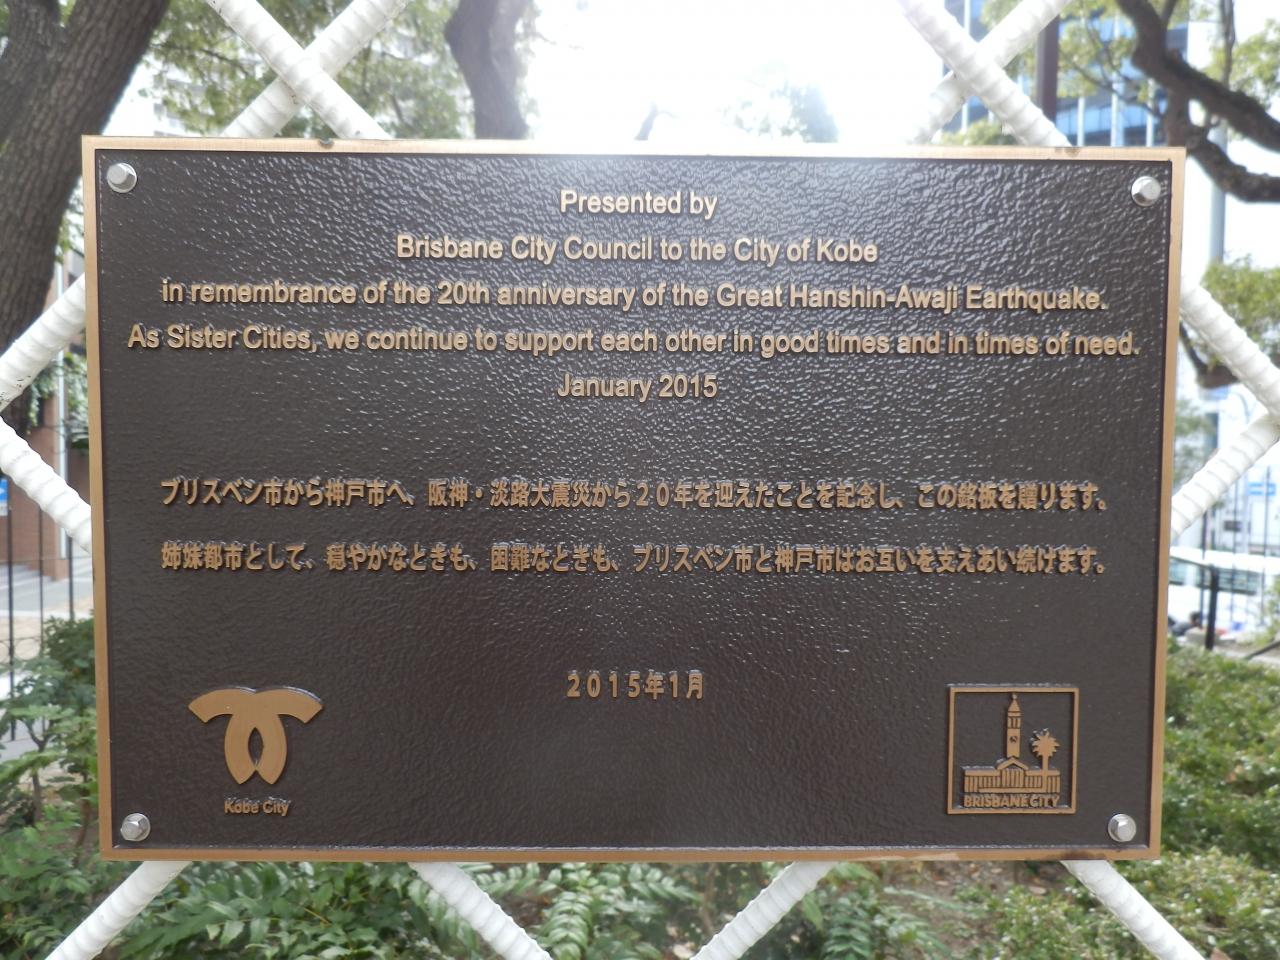 Presented by
Brisbane City Council to the City of Kobe
in remembrance of the 20th anniversary of the Great Hanshin-Awaji Earthquake.
As Sister Cities, we continue to support each other in good times and in times of need.
January 2015
ブリスベン市から神戸市へ、阪神・淡路大震災から２０年を迎えたことを記念し、この銘板を贈ります。
姉妹都市として、穏やかなときも、困難なときも、ブリスベン市と神戸市はお互いを支えあい続けます。
２０１５年１月
Kobe City
BRISBANE CITY